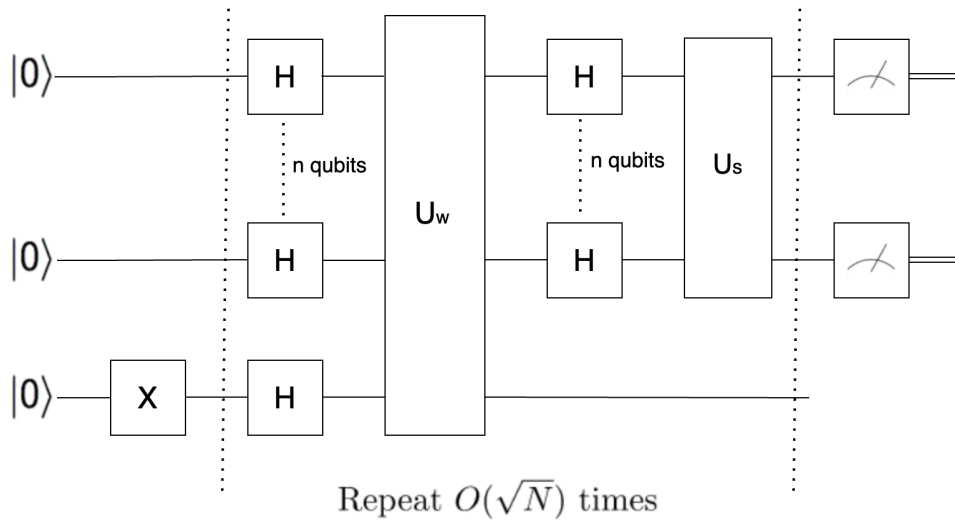 |0⟩ H H
n qubits n qubits Us
Uw
|0⟩ H H
|0⟩ X H
Repeat O(√N) times